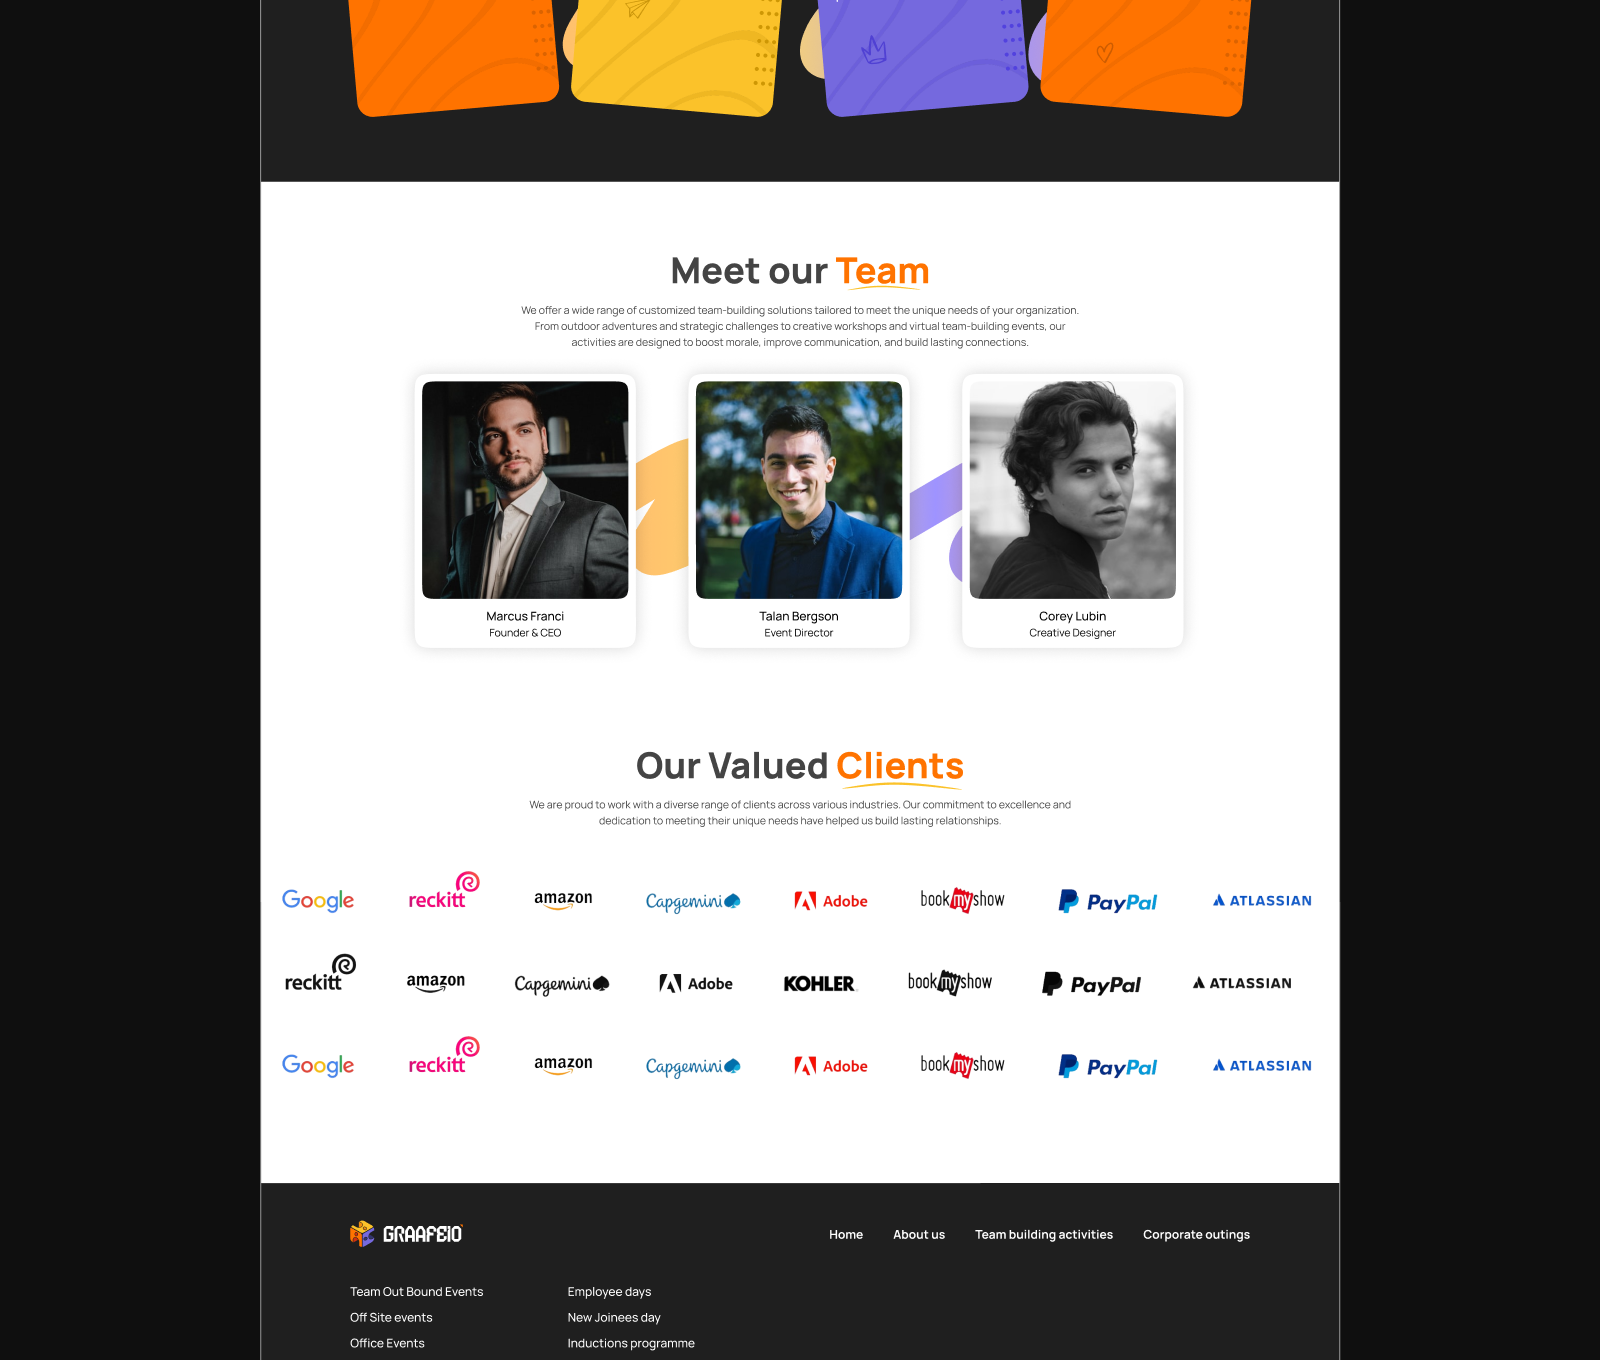 Meet our Team
We offer a wide range of customized team-building solutions tailored to meet the unique needs of your organization.
From outdoor adventures and strategic challenges to creative workshops and virtual team-building events, our
activities are designed to boost morale, improve communication, and build lasting connections.
Marcus Franci
Founder & CEO
Talan Bergson
Event Director
Corey Lubin
Creative Designer
Our Valued Clients
We are proud to work with a diverse range of clients across various industries. Our commitment to excellence and
dedication to meeting their unique needs have helped us build lasting relationships.
Google reckitt amazon Capgemini Adobe bookmyshow PayPal ATLASSIAN
reckitt amazon Capgemini Adobe KOHLER bookmyshow PayPal ATLASSIAN
Google reckitt amazon Capgemini Adobe bookmyshow PayPal ATLASSIAN
GRAAFEIO Home About us Team building activities Corporate outings
Team Out Bound Events Employee days
Off Site events New Joinees day
Office Events Inductions programme